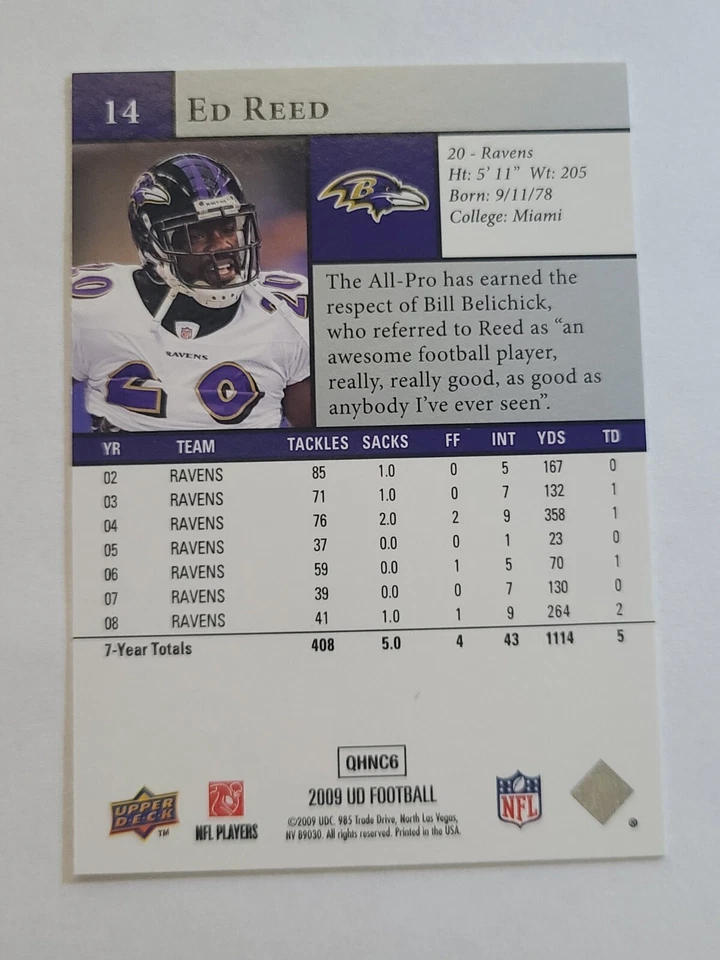 14 ED REED
20 - Ravens
Ht: 5' 11" Wt: 205
Born: 9/11/78
College: Miami
B
20
RAVENS
20
The All-Pro has earned the
respect of Bill Belichick,
who referred to Reed as “an
awesome football player,
really, really good, as good as
anybody I've ever seen”.
YR TEAM TACKLES SACKS FF INT YDS TD
02 RAVENS 85 1.0 0 5 167 0
03 RAVENS 71 1.0 0 7 132 1
04 RAVENS 76 2.0 2 9 358 1
05 RAVENS 37 0.0 0 1 23 0
06 RAVENS 59 0.0 1 5 70 1
07 RAVENS 39 0.0 0 7 130 0
08 RAVENS 41 1.0 1 9 264 2
7-Year Totals 408 5.0 4 43 1114 5
QHNC6
2009 UD FOOTBALL
©2009 UDC. 985 Trade Drive, North Las Vegas,
NV 89030. All rights reserved. Printed in the USA.
UPPER
DECK
TM
NFL PLAYERS
NFL
®